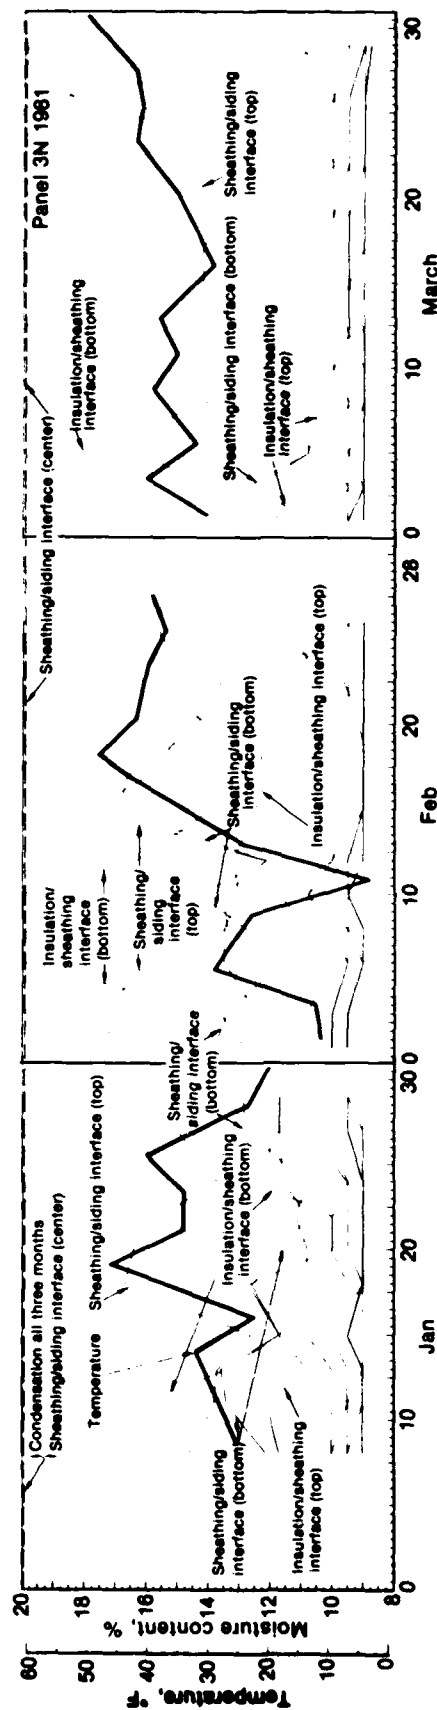 Panel 3N 1981
Condensation all three months
Sheathing/siding interface (center)
Sheathing/siding interface (top)
Temperature
Sheathing/siding
interface (bottom)
Insulation/sheathing
interface (top)
Insulation/sheathing
interface (bottom)
Sheathing/
siding interface
(bottom)
Insulation/
sheathing
interface
(bottom)
Sheathing/
siding
interface
(top)
Sheathing/siding
interface (bottom)
Insulation/sheathing interface (top)
Sheathing/siding interface (center)
Insulation/sheathing
interface (bottom)
Sheathing/siding interface (bottom)
Insulation/sheathing
interface (top)
Sheathing/siding
interface (top)
Temperature, °F
60
50
40
30
20
10
0
Moisture content, %
20
18
16
14
12
10
8
0
10
20
30
0
10
20
28
0
10
20
30
Jan
Feb
March